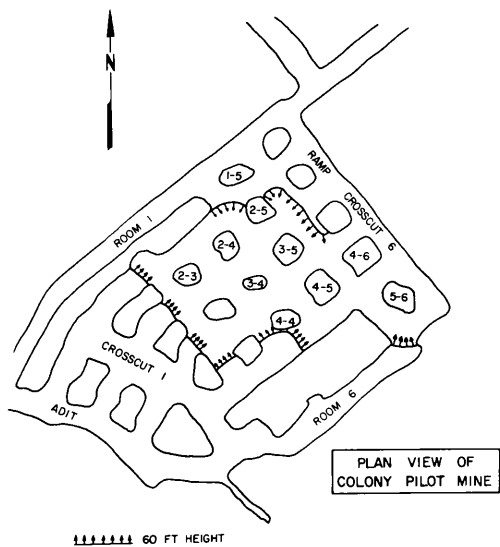 N
RAMP
1-5
CROSSCUT 6
ROOM 1
2-5
2-4
3-5
4-6
2-3
3-4
4-5
5-6
4-4
CROSSCUT 1
ADIT
ROOM 6
PLAN VIEW OF
COLONY PILOT MINE
60 FT HEIGHT